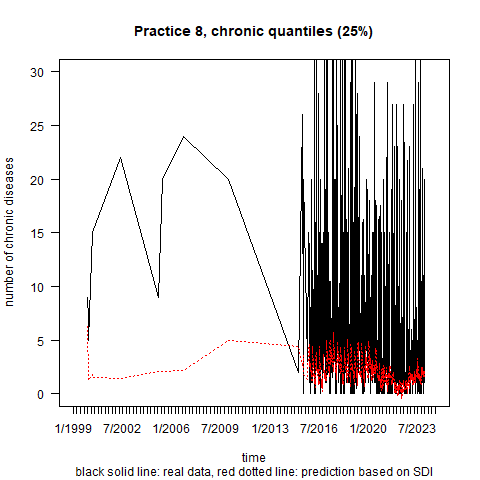 Practice 8, chronic quantiles (25%)
number of chronic diseases
30
25
20
15
10
5
0
1/1999 7/2002 1/2006 7/2009 1/2013 7/2016 1/2020 7/2023
time
black solid line: real data, red dotted line: prediction based on SDI